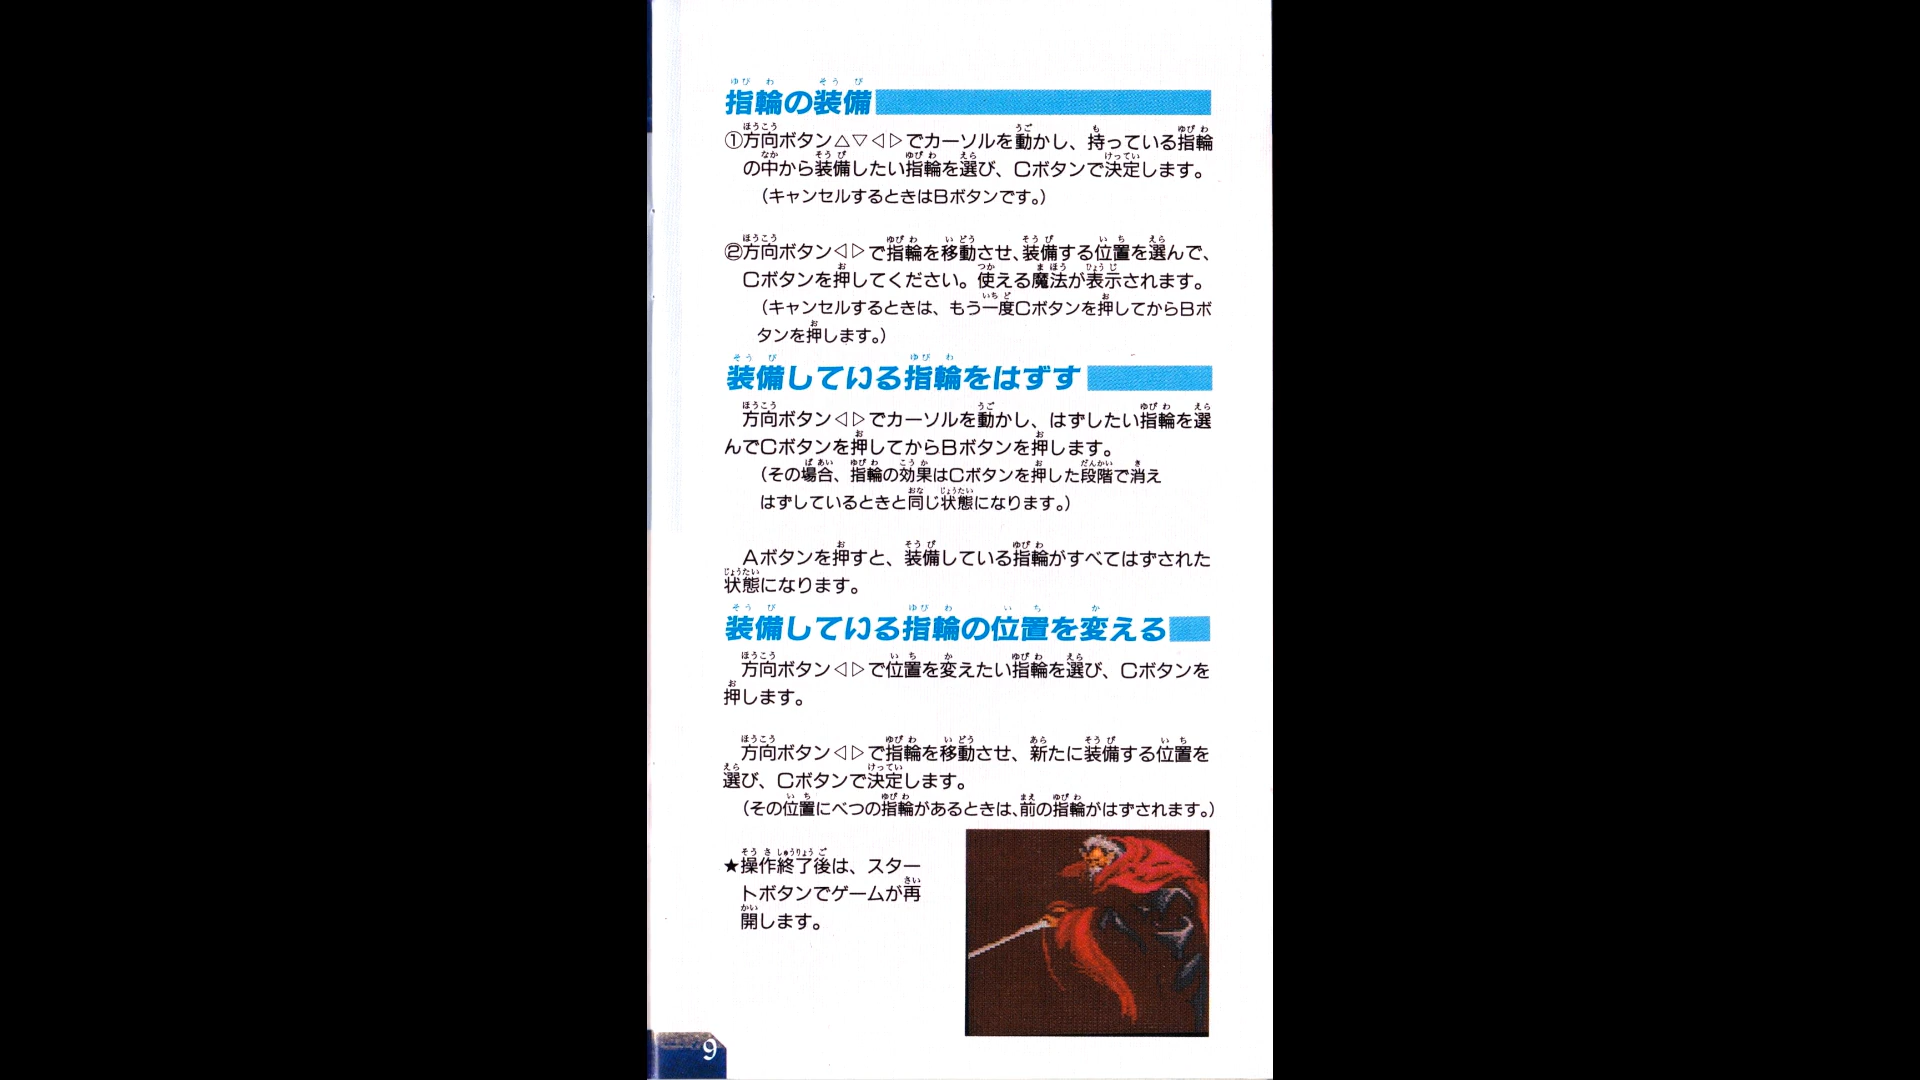 指輪の装備
①方向ボタン△▽◁▷でカーソルを動かし、持っている指輪
の中から装備したい指輪を選び、Cボタンで決定します。
（キャンセルするときはBボタンです。）
②方向ボタン◁▷で指輪を移動させ、装備する位置を選んで、
Cボタンを押してください。使える魔法が表示されます。
（キャンセルするときは、もう一度Cボタンを押してからBボ
タンを押します。）
装備している指輪をはずす
方向ボタン◁▷でカーソルを動かし、はずしたい指輪を選
んでCボタンを押してからBボタンを押します。
（その場合、指輪の効果はCボタンを押した段階で消え
はずしているときと同じ状態になります。）
Aボタンを押すと、装備している指輪がすべてはずされた
状態になります。
装備している指輪の位置を変える
方向ボタン◁▷で位置を変えたい指輪を選び、Cボタンを
押します。
方向ボタン◁▷で指輪を移動させ、新たに装備する位置を
選び、Cボタンで決定します。
（その位置にべつの指輪があるときは、前の指輪がはずされます。）
★操作終了後は、スター
トボタンでゲームが再
開します。
9